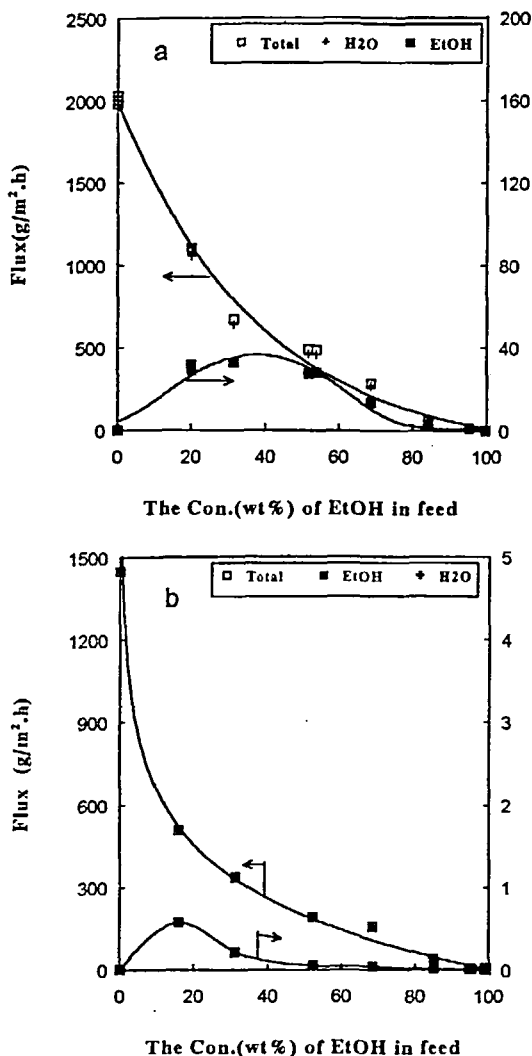 a
Total H2O EtOH
2500
2000
1500
1000
500
0
200
160
120
80
40
0
Flux(g/m².h)
0 20 40 60 80 100
The Con.(wt%) of EtOH in feed
b
Total EtOH H2O
1500
1200
900
600
300
0
5
4
3
2
1
0
Flux (g/m².h)
0 20 40 60 80 100
The Con.(wt%) of EtOH in feed